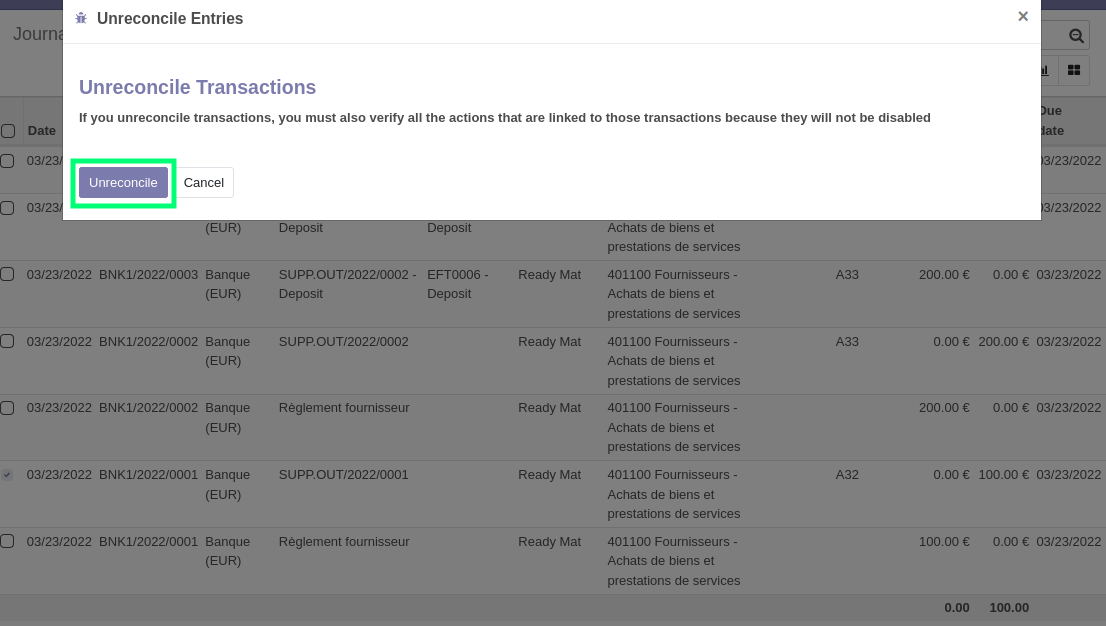 Unreconcile Entries ×
Journa
Unreconcile Transactions
If you unreconcile transactions, you must also verify all the actions that are linked to those transactions because they will not be disabled
Unreconcile Cancel
Date Due
date
03/23/ 03/23/2022
03/23/ 03/23/2022
(EUR) Deposit Deposit Achats de biens et
prestations de services
03/23/2022 BNK1/2022/0003 Banque SUPP.OUT/2022/0002 - EFT0006 - Ready Mat 401100 Fournisseurs - A33 200.00 € 0.00 € 03/23/2022
(EUR) Deposit Deposit Achats de biens et
prestations de services
03/23/2022 BNK1/2022/0002 Banque SUPP.OUT/2022/0002 Ready Mat 401100 Fournisseurs - A33 0.00 € 200.00 € 03/23/2022
(EUR) Achats de biens et
prestations de services
03/23/2022 BNK1/2022/0002 Banque Règlement fournisseur Ready Mat 401100 Fournisseurs - 200.00 € 0.00 € 03/23/2022
(EUR) Achats de biens et
prestations de services
03/23/2022 BNK1/2022/0001 Banque SUPP.OUT/2022/0001 Ready Mat 401100 Fournisseurs - A32 0.00 € 100.00 € 03/23/2022
(EUR) Achats de biens et
prestations de services
03/23/2022 BNK1/2022/0001 Banque Règlement fournisseur Ready Mat 401100 Fournisseurs - 100.00 € 0.00 € 03/23/2022
(EUR) Achats de biens et
prestations de services
0.00 100.00